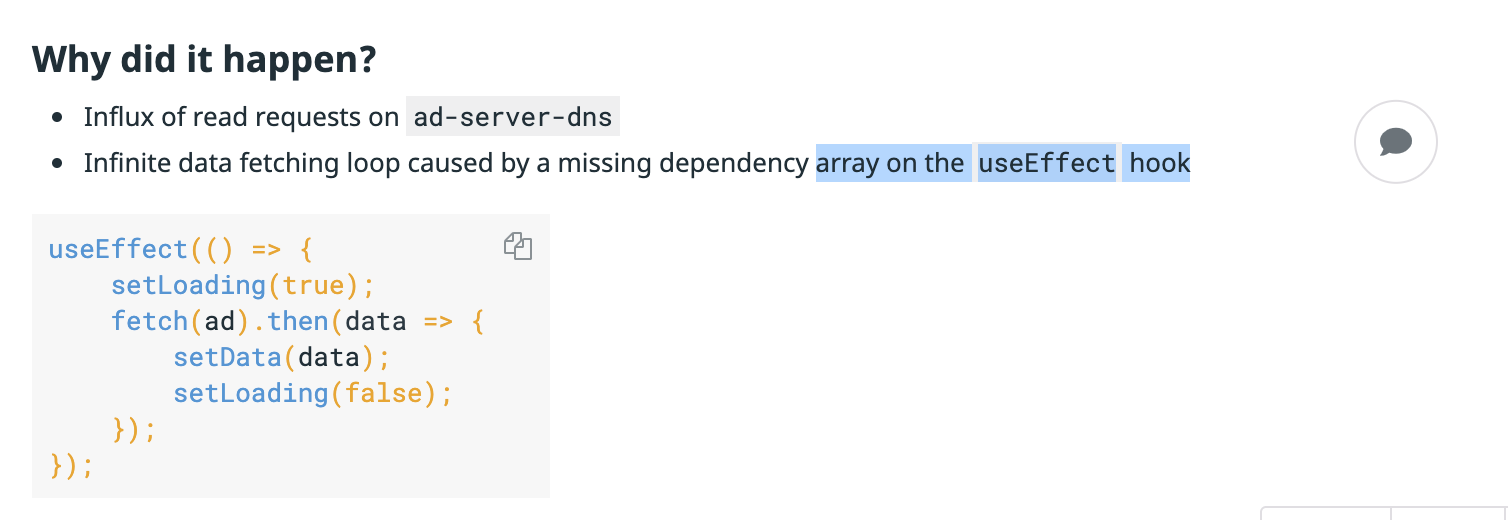 Why did it happen?
• Influx of read requests on ad-server-dns
• Infinite data fetching loop caused by a missing dependency array on the useEffect hook
useEffect(() => {
    setLoading(true);
    fetch(ad).then(data => {
        setData(data);
        setLoading(false);
    });
});